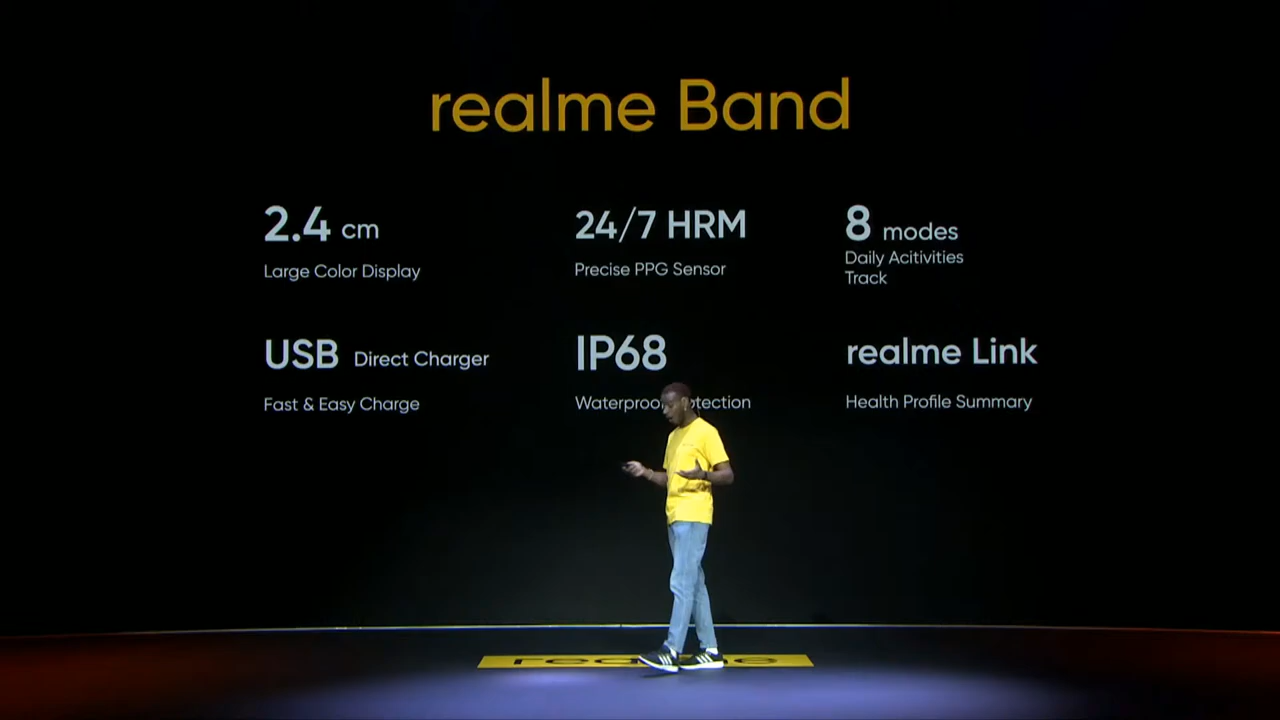 realme Band
2.4 cm
Large Color Display
24/7 HRM
Precise PPG Sensor
8 modes
Daily Acitivities
Track
USB Direct Charger
Fast & Easy Charge
IP68
realme Link
Health Profile Summary